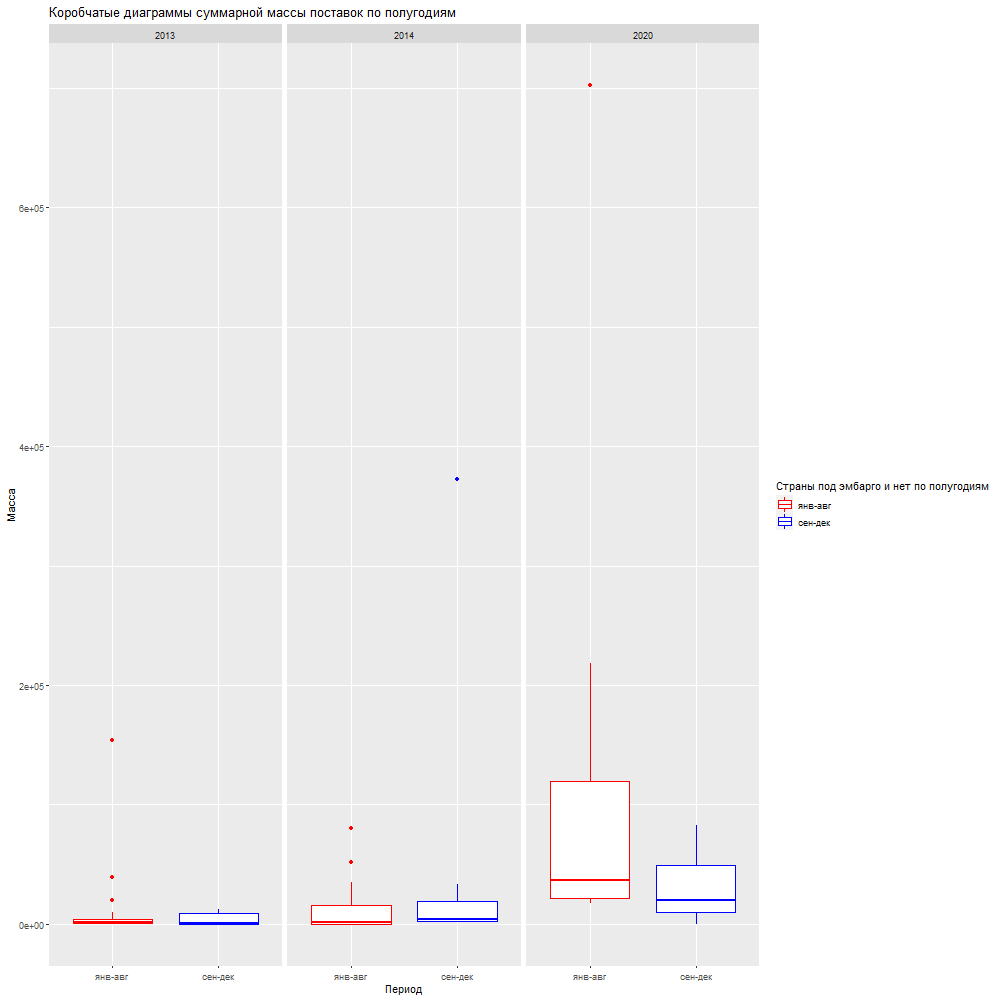 Коробчатые диаграммы суммарной массы поставок по полугодиям
2013
2014
2020
6e+05
4e+05
2e+05
0e+00
Масса
янв-авг
сен-дек
янв-авг
сен-дек
янв-авг
сен-дек
Период
Страны под эмбарго и нет по полугодиям
янв-авг
сен-дек